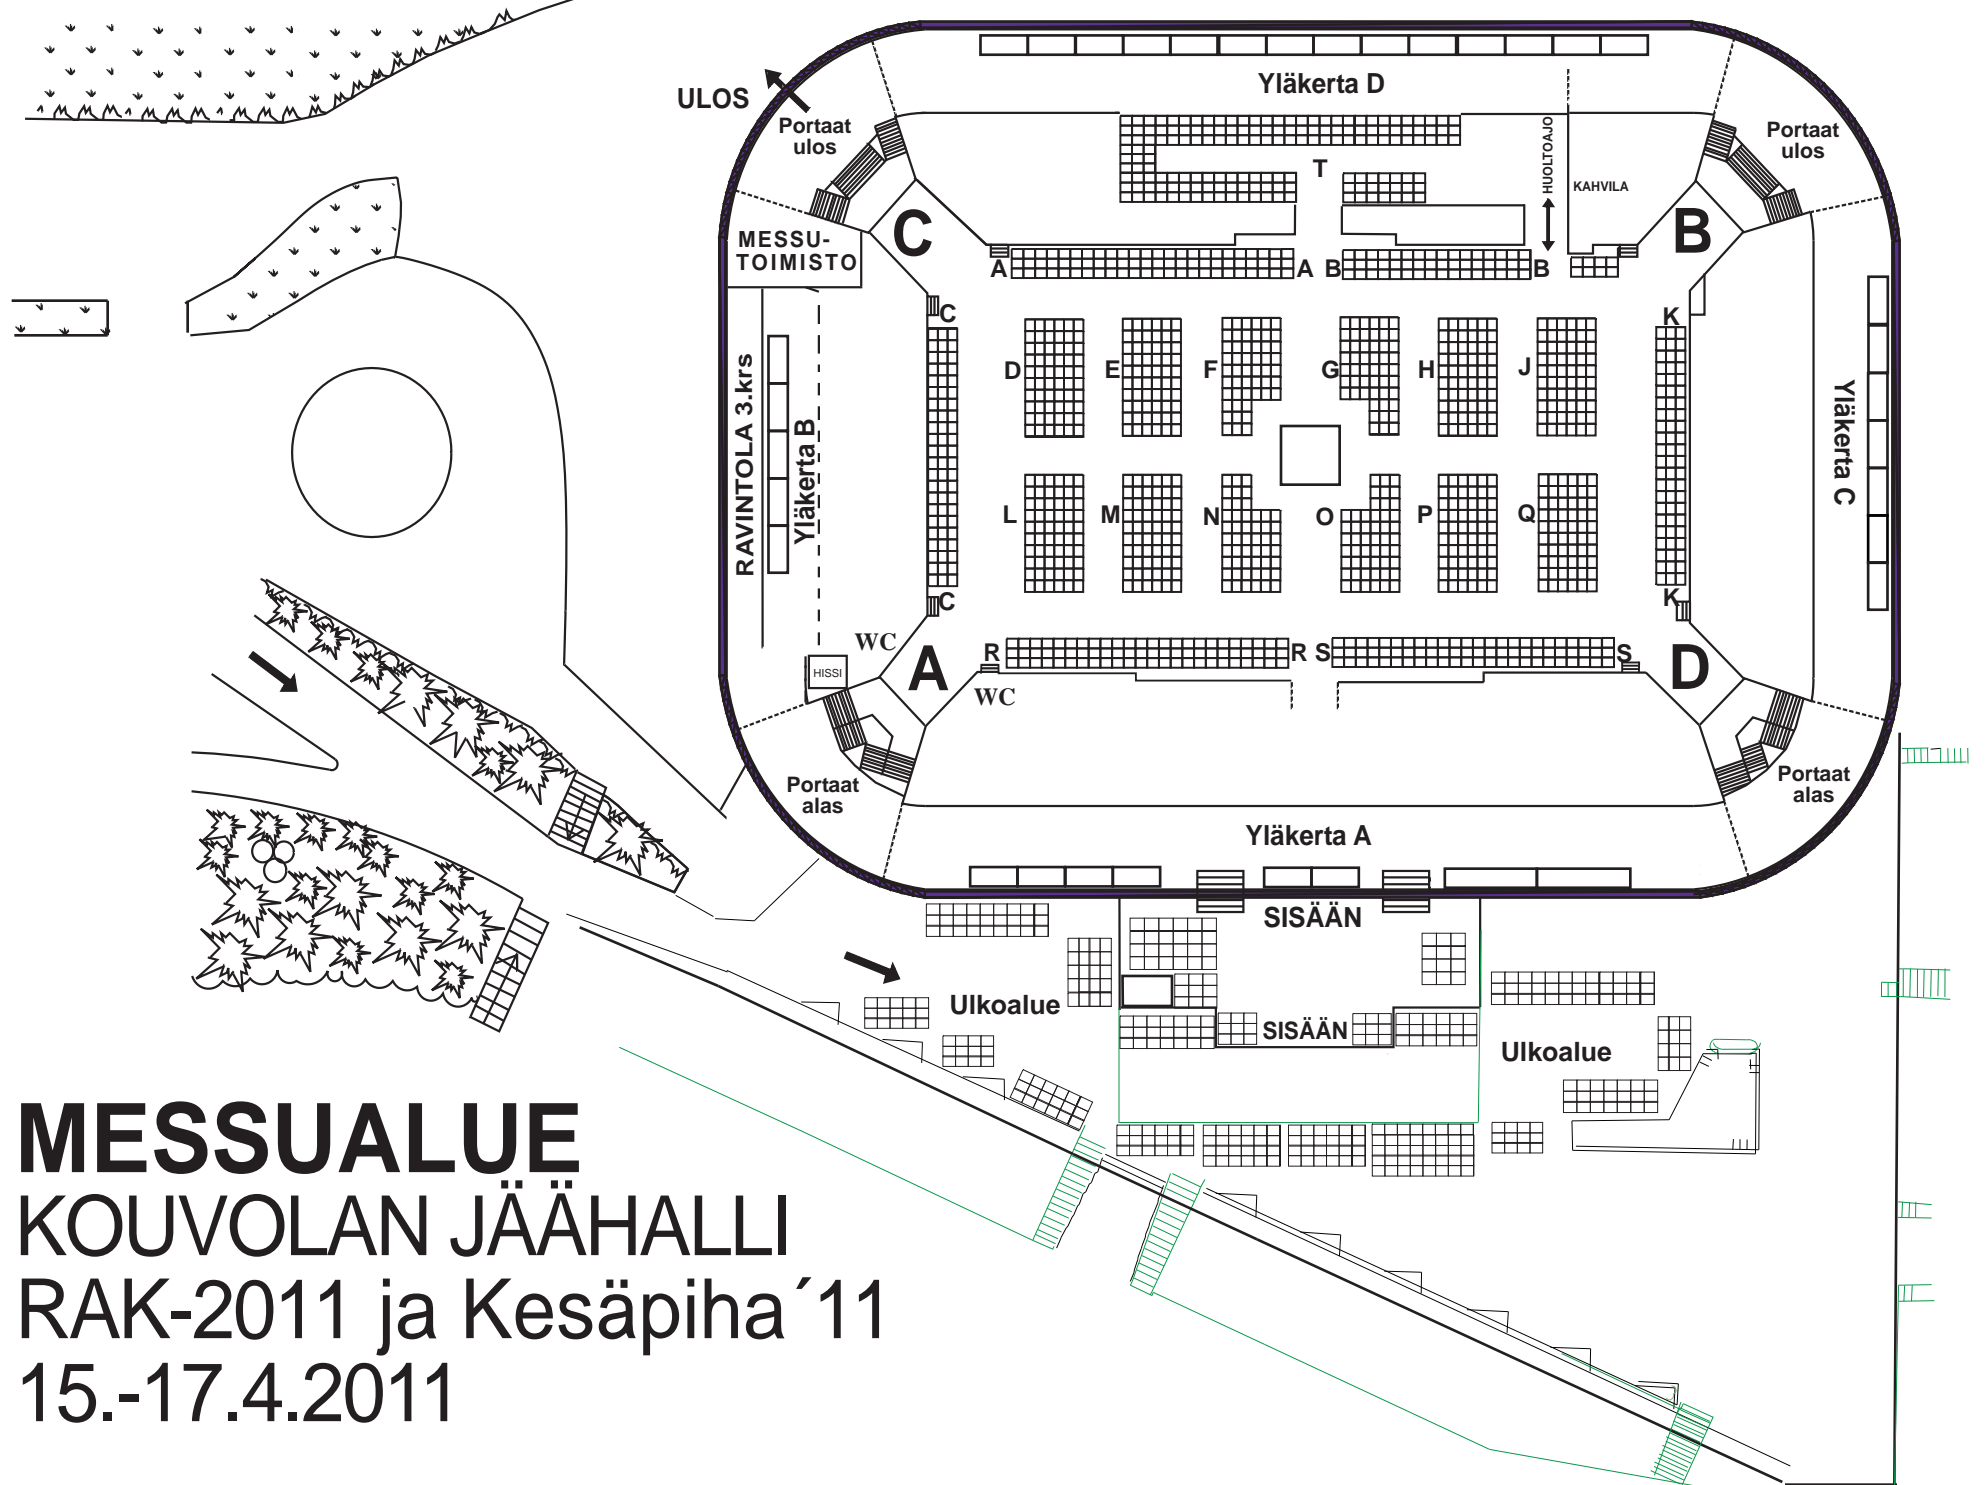 Yläkerta D
ULOS
Portaat
ulos
Portaat
ulos
HUOLTOAJO
T
KAHVILA
C
B
MESSU-
TOIMISTO
A
A
B
B
C
K
D
E
F
G
H
J
RAVINTOLA 3.krs
Yläkerta B
Yläkerta C
L
M
N
O
P
Q
C
K
WC
R
R
S
S
HISSI
A
D
WC
Portaat
alas
Portaat
alas
Yläkerta A
SISÄÄN
Ulkoalue
SISÄÄN
Ulkoalue
MESSUALUE
KOUVOLAN JÄÄHALLI
RAK-2011 ja Kesäpiha´11
15.-17.4.2011